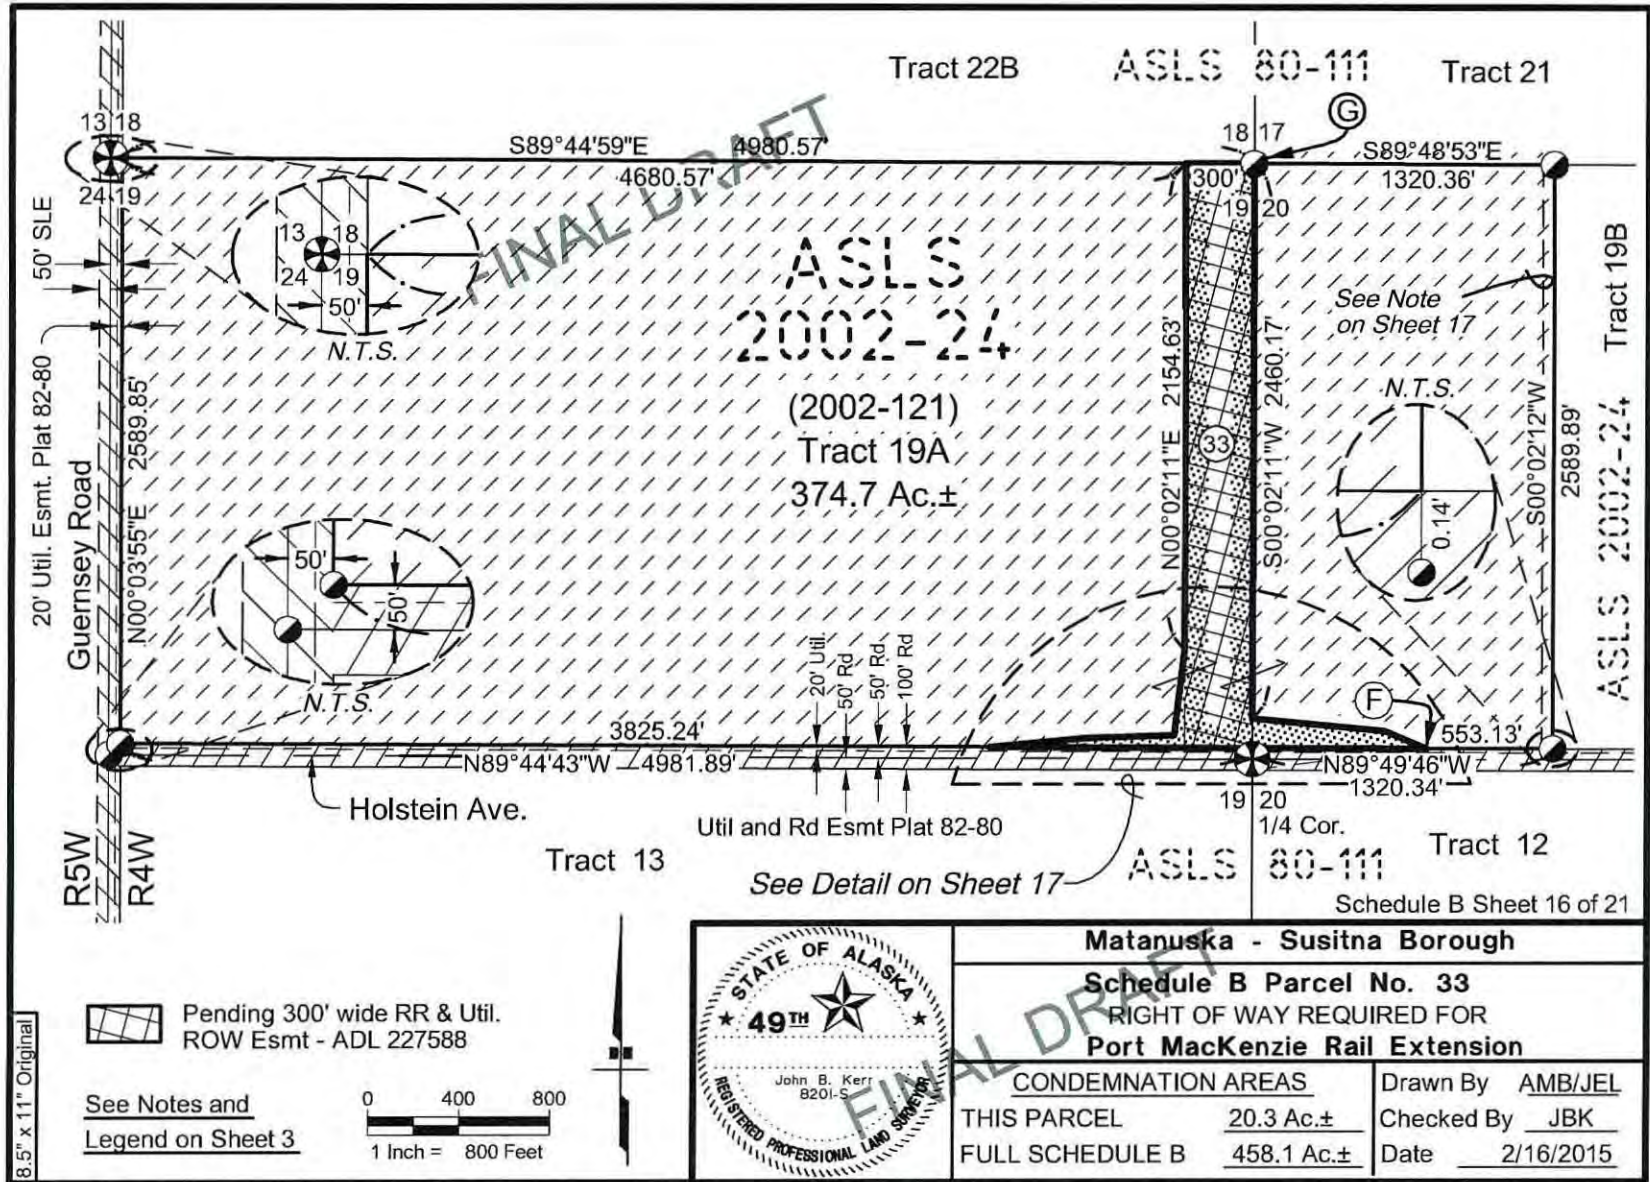 Tract 22B
ASLS 80-111
Tract 21
FINAL DRAFT
G
13 18
24 19
S89°44'59"E 4980.57'
4680.57'
18 17
19 20
300'
S89°48'53"E
1320.36'
50' SLE
20' Util. Esmt. Plat 82-80
Guernsey Road
N00°03'55"E 2589.85'
13 18
24 19
50'
N.T.S.
ASLS
2002-24
(2002-121)
Tract 19A
374.7 Ac.±
N00°02'11"E 2154.63'
33
S00°02'11"W 2460.17'
See Note
on Sheet 17
N.T.S.
0.14'
S00°02'12"W
2589.89'
Tract 19B
ASLS 2002-24
50'
50'
N.T.S.
20' Util.
50' Rd
50' Rd
100' Rd
F
3825.24'
553.13'
N89°44'43"W 4981.89'
N89°49'46"W
1320.34'
Holstein Ave.
Util and Rd Esmt Plat 82-80
19 20
1/4 Cor.
R5W
R4W
Tract 13
See Detail on Sheet 17
ASLS 80-111
Tract 12
Schedule B Sheet 16 of 21
8.5" x 11" Original
Pending 300' wide RR & Util.
ROW Esmt - ADL 227588
See Notes and
Legend on Sheet 3
0 400 800
1 Inch = 800 Feet
STATE OF ALASKA
49TH
John B. Kerr
8201-S
REGISTERED PROFESSIONAL LAND SURVEYOR
FINAL DRAFT
Matanuska - Susitna Borough
Schedule B Parcel No. 33
RIGHT OF WAY REQUIRED FOR
Port MacKenzie Rail Extension
CONDEMNATION AREAS
THIS PARCEL 20.3 Ac.±
FULL SCHEDULE B 458.1 Ac.±
Drawn By AMB/JEL
Checked By JBK
Date 2/16/2015